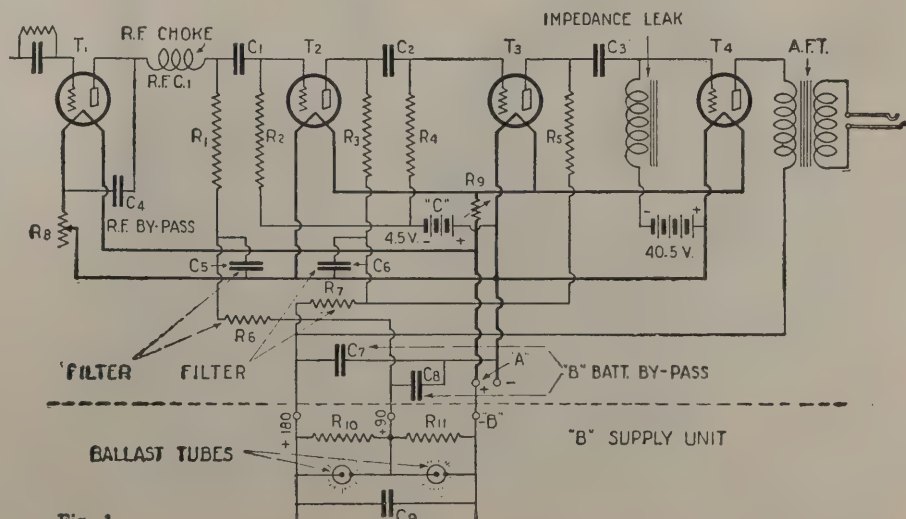 IMPEDANCE LEAK
T1
R.F. CHOKE
R.F.C.1
C1
T2
C2
T3
C3
T4
A.F.T.
R1
R2
R3
R4
R5
C4
R.F. BY-PASS
R8
R9
"C"
4.5 V. - +
- +
40.5 V.
C5
C6
R7
R6
FILTER
FILTER
C7
C8
"A"
+ -
"B" BATT. BY-PASS
+180
+90
-B"
R10
R11
"B" SUPPLY UNIT
BALLAST TUBES
C9
Fig. 1